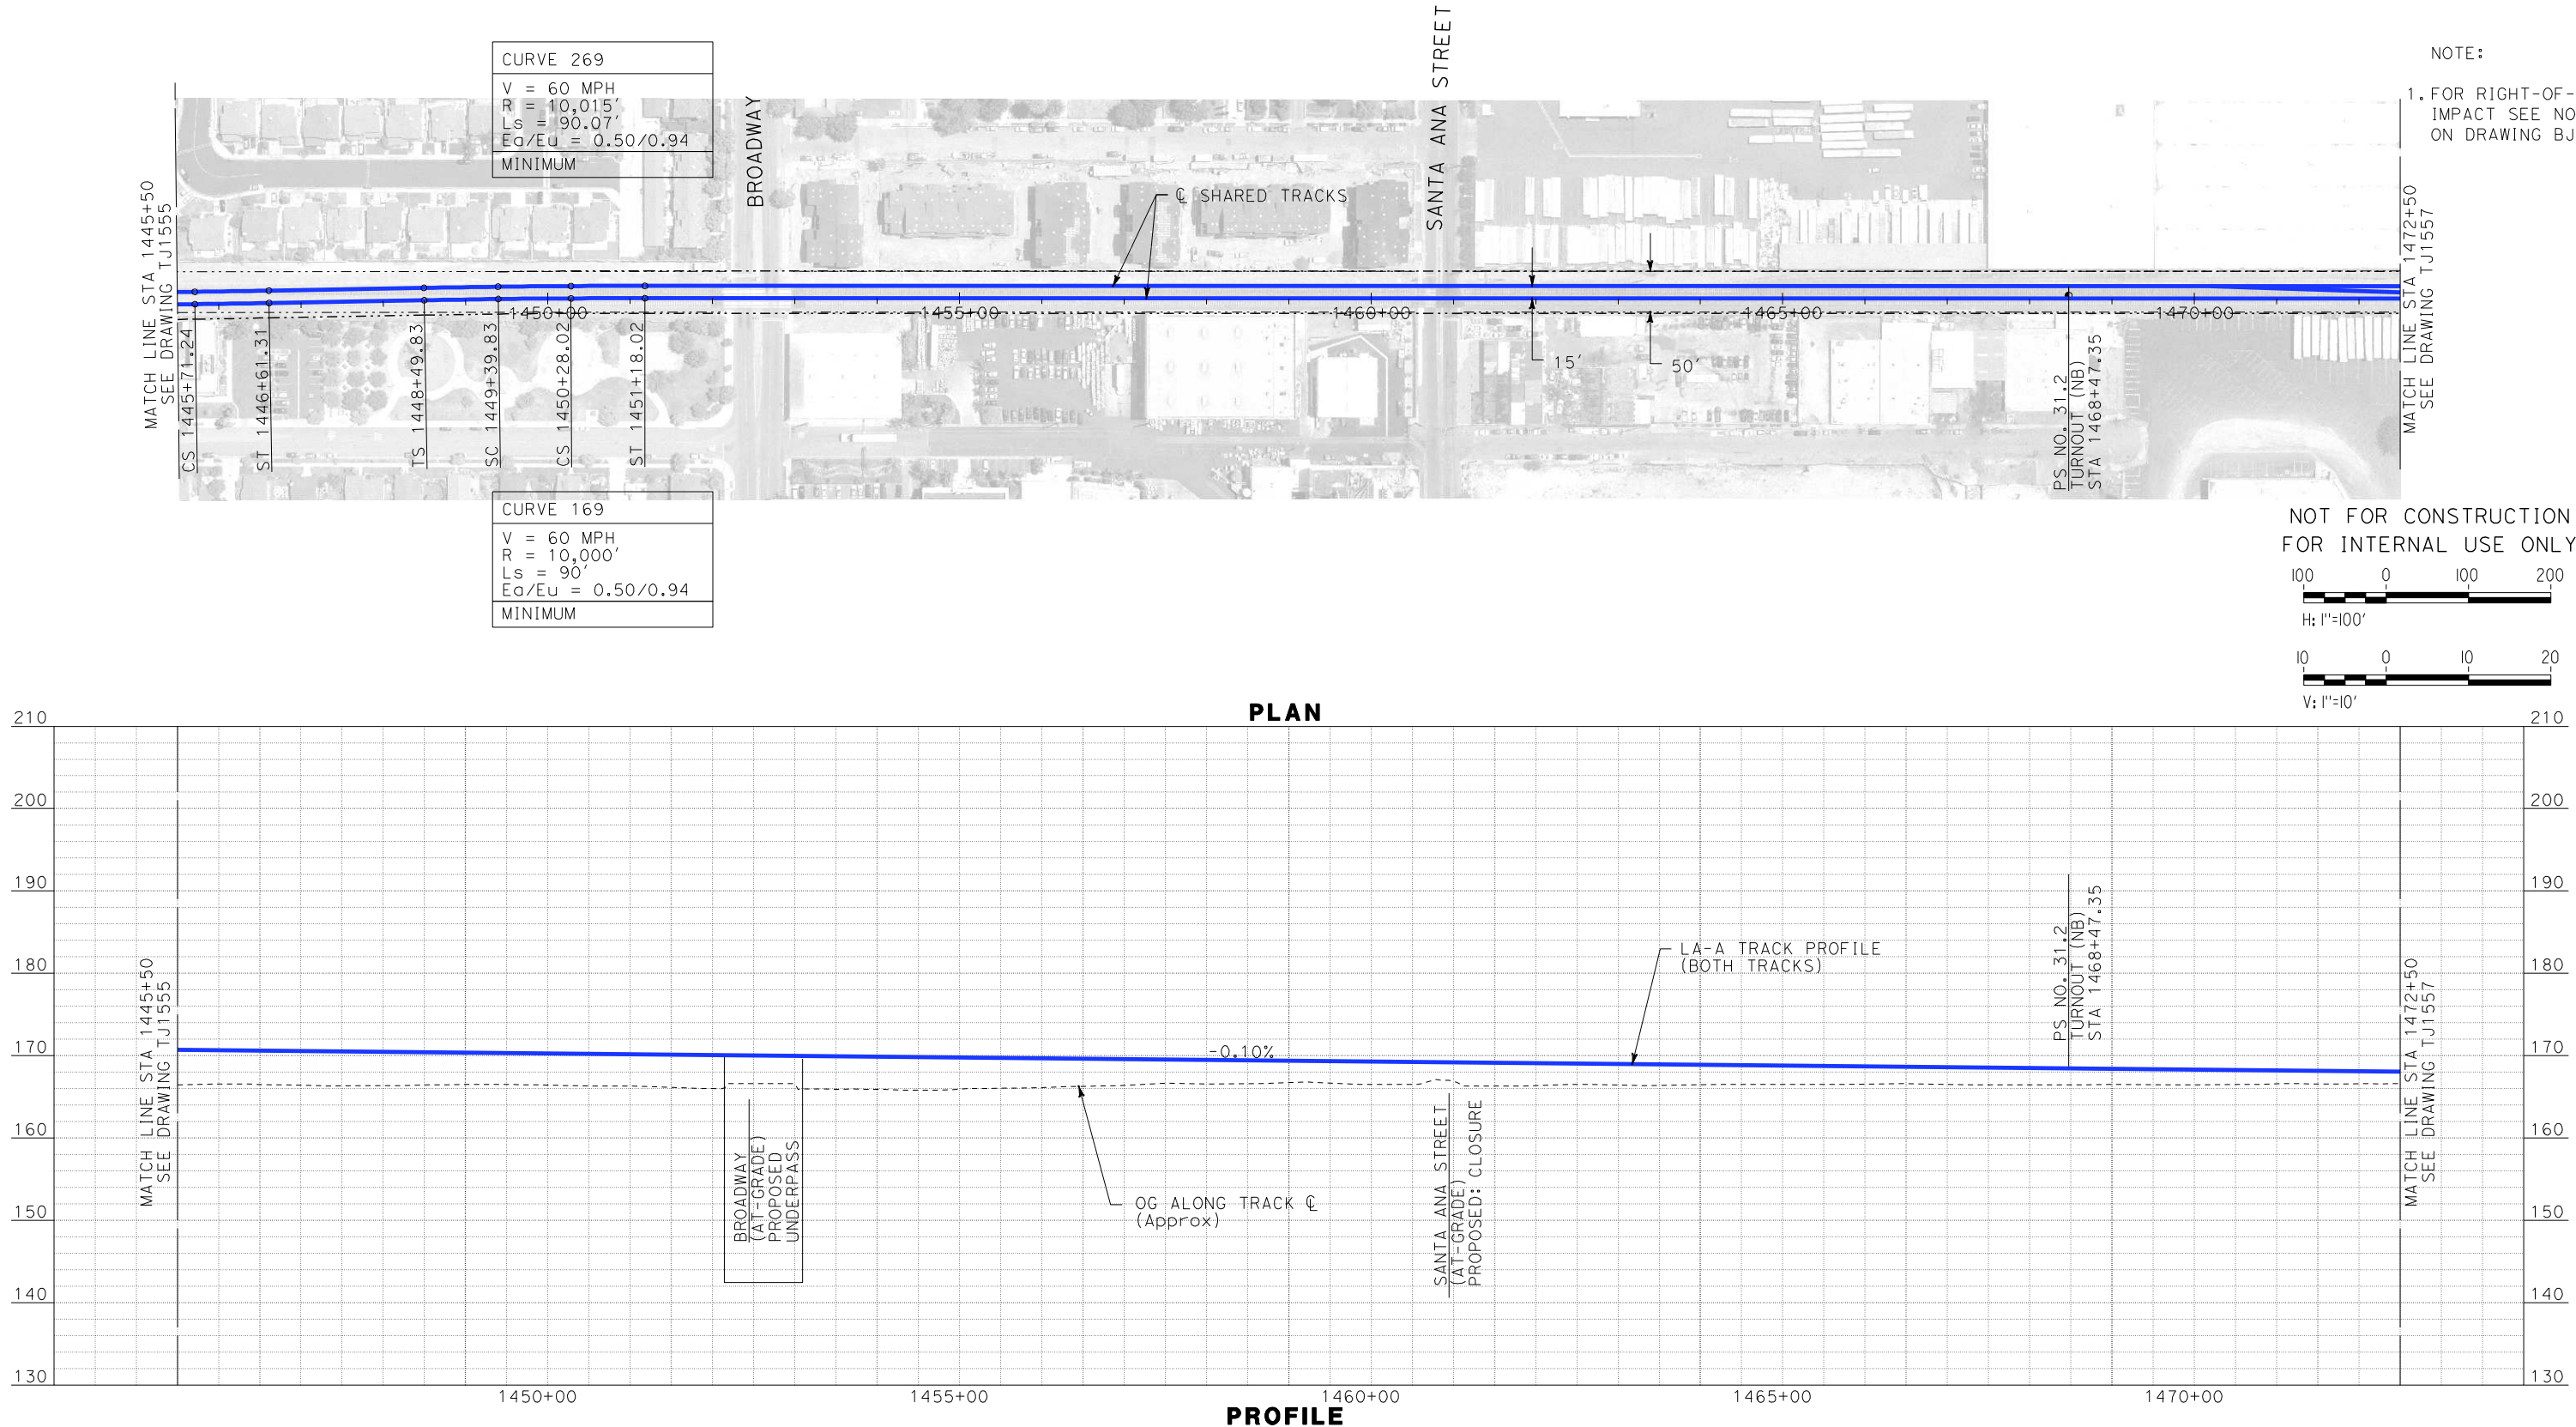 CURVE 269
V = 60 MPH
R = 10,015'
Ls = 90.07'
Ea/Eu = 0.50/0.94
MINIMUM
BROADWAY
SANTA ANA STREET
NOTE:
1. FOR RIGHT-OF-
IMPACT SEE NO
ON DRAWING BJ
℄ SHARED TRACKS
MATCH LINE STA 1445+50
SEE DRAWING TJ1555
MATCH LINE STA 1472+50
SEE DRAWING TJ1557
1450+00
1455+00
1460+00
1465+00
1470+00
CS 1445+71.24
ST 1446+61.31
TS 1448+49.83
SC 1449+39.83
CS 1450+28.02
ST 1451+18.02
15'
50'
PS NO. 31.2
TURNOUT (NB)
STA 1468+47.35
CURVE 169
V = 60 MPH
R = 10,000'
Ls = 90'
Ea/Eu = 0.50/0.94
MINIMUM
NOT FOR CONSTRUCTION
FOR INTERNAL USE ONLY
100 0 100 200
H: 1"=100'
10 0 10 20
V: 1"=10'
PLAN
210 210
200 200
190 190
180 180
170 170
160 160
150 150
140 140
130 130
MATCH LINE STA 1445+50
SEE DRAWING TJ1555
LA-A TRACK PROFILE
(BOTH TRACKS)
-0.10%
PS NO. 31.2
TURNOUT (NB)
STA 1468+47.35
MATCH LINE STA 1472+50
SEE DRAWING TJ1557
BROADWAY
(AT-GRADE)
PROPOSED
UNDERPASS
OG ALONG TRACK ℄
(Approx)
SANTA ANA STREET
(AT-GRADE)
PROPOSED: CLOSURE
1450+00 1455+00 1460+00 1465+00 1470+00
PROFILE